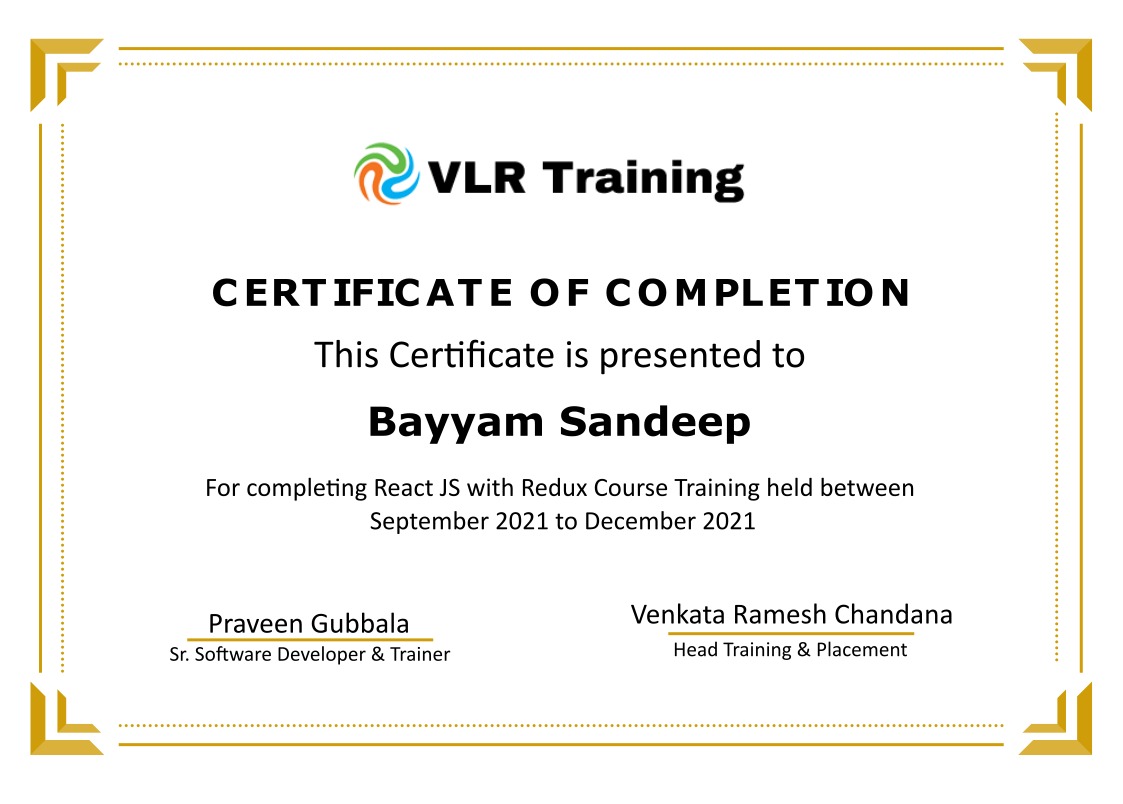 VLR Training
CERTIFICATE OF COMPLETION
This Certificate is presented to
Bayyam Sandeep
For completing React JS with Redux Course Training held between
September 2021 to December 2021
Praveen Gubbala
Sr. Software Developer & Trainer
Venkata Ramesh Chandana
Head Training & Placement